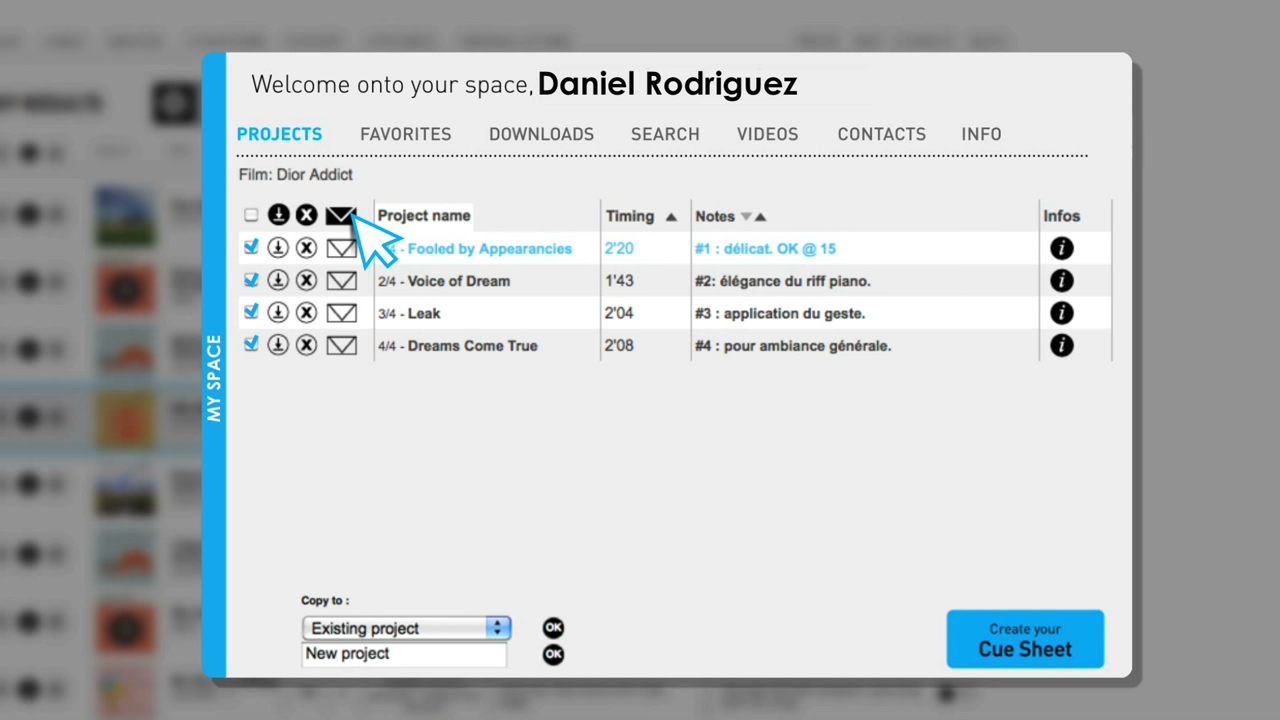 Welcome onto your space, Daniel Rodriguez
PROJECTS FAVORITES DOWNLOADS SEARCH VIDEOS CONTACTS INFO
Film: Dior Addict
Project name Timing Notes Infos
- Fooled by Appearancies 2'20 #1 : délicat. OK @ 15
2/4 - Voice of Dream 1'43 #2: élégance du riff piano.
3/4 - Leak 2'04 #3 : application du geste.
4/4 - Dreams Come True 2'08 #4 : pour ambiance générale.
MY SPACE
Copy to :
Existing project OK
New project OK
Create your
Cue Sheet